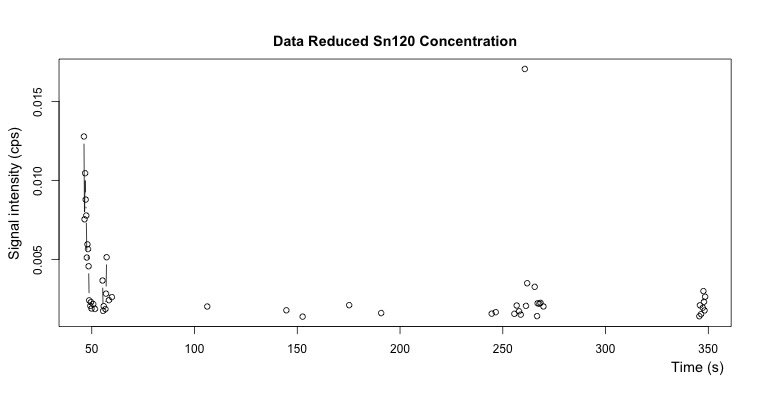 Data Reduced Sn120 Concentration
Signal intensity (cps)
0.015
0.010
0.005
50 100 150 200 250 300 350
Time (s)